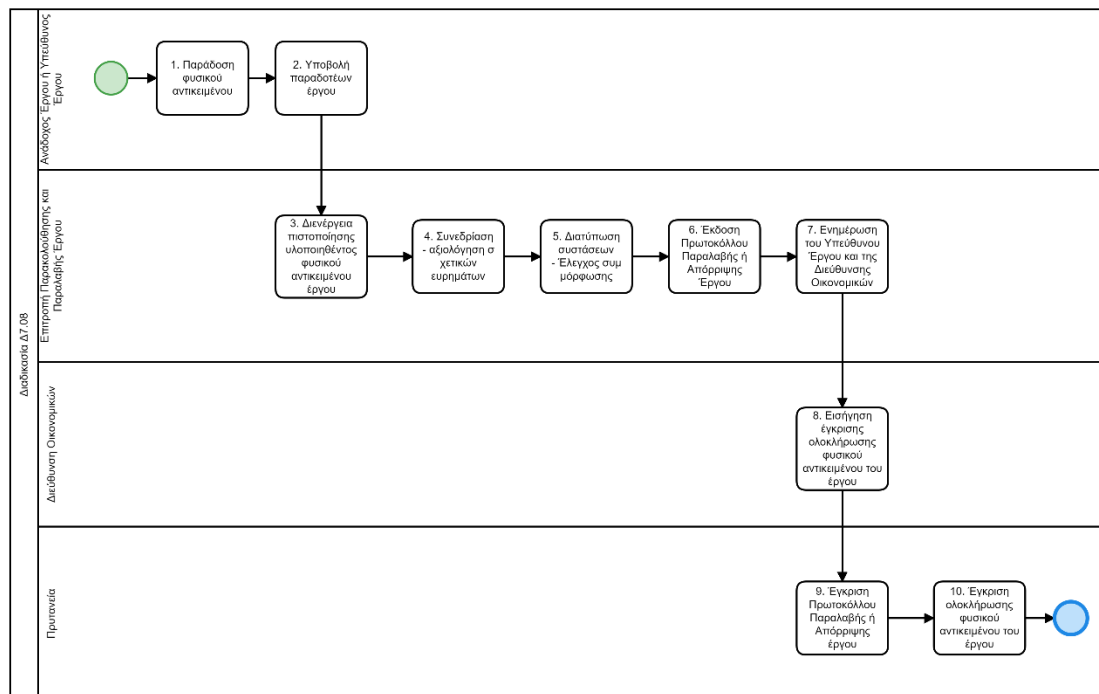 Διαδικασία Δ7.08
Ανάδοχος Έργου ή Υπεύθυνος
Έργου
1. Παράδοση
φυσικού
αντικειμένου
2. Υποβολή
παραδοτέων
έργου
Επιτροπή Παρακολούθησης και
Παραλαβής Έργου
3. Διενέργεια
πιστοποίησης
υλοποιηθέντος
φυσικού
αντικειμένου
έργου
4. Συνεδρίαση
- αξιολόγηση σ
χετικών
ευρημάτων
5. Διατύπωση
συστάσεων
- Έλεγχος συμ
μόρφωσης
6. Έκδοση
Πρωτοκόλλου
Παραλαβής ή
Απόρριψης
Έργου
7. Ενημέρωση
του Υπεύθυνου
Έργου και της
Διεύθυνσης
Οικονομικών
Διεύθυνση Οικονομικών
8. Εισήγηση
έγκρισης
ολοκλήρωσης
φυσικού
αντικειμένου του
έργου
Πρυτανεία
9. Έγκριση
Πρωτοκόλλου
Παραλαβής ή
Απόρριψης
έργου
10. Έγκριση
ολοκλήρωσης
φυσικού
αντικειμένου του
έργου